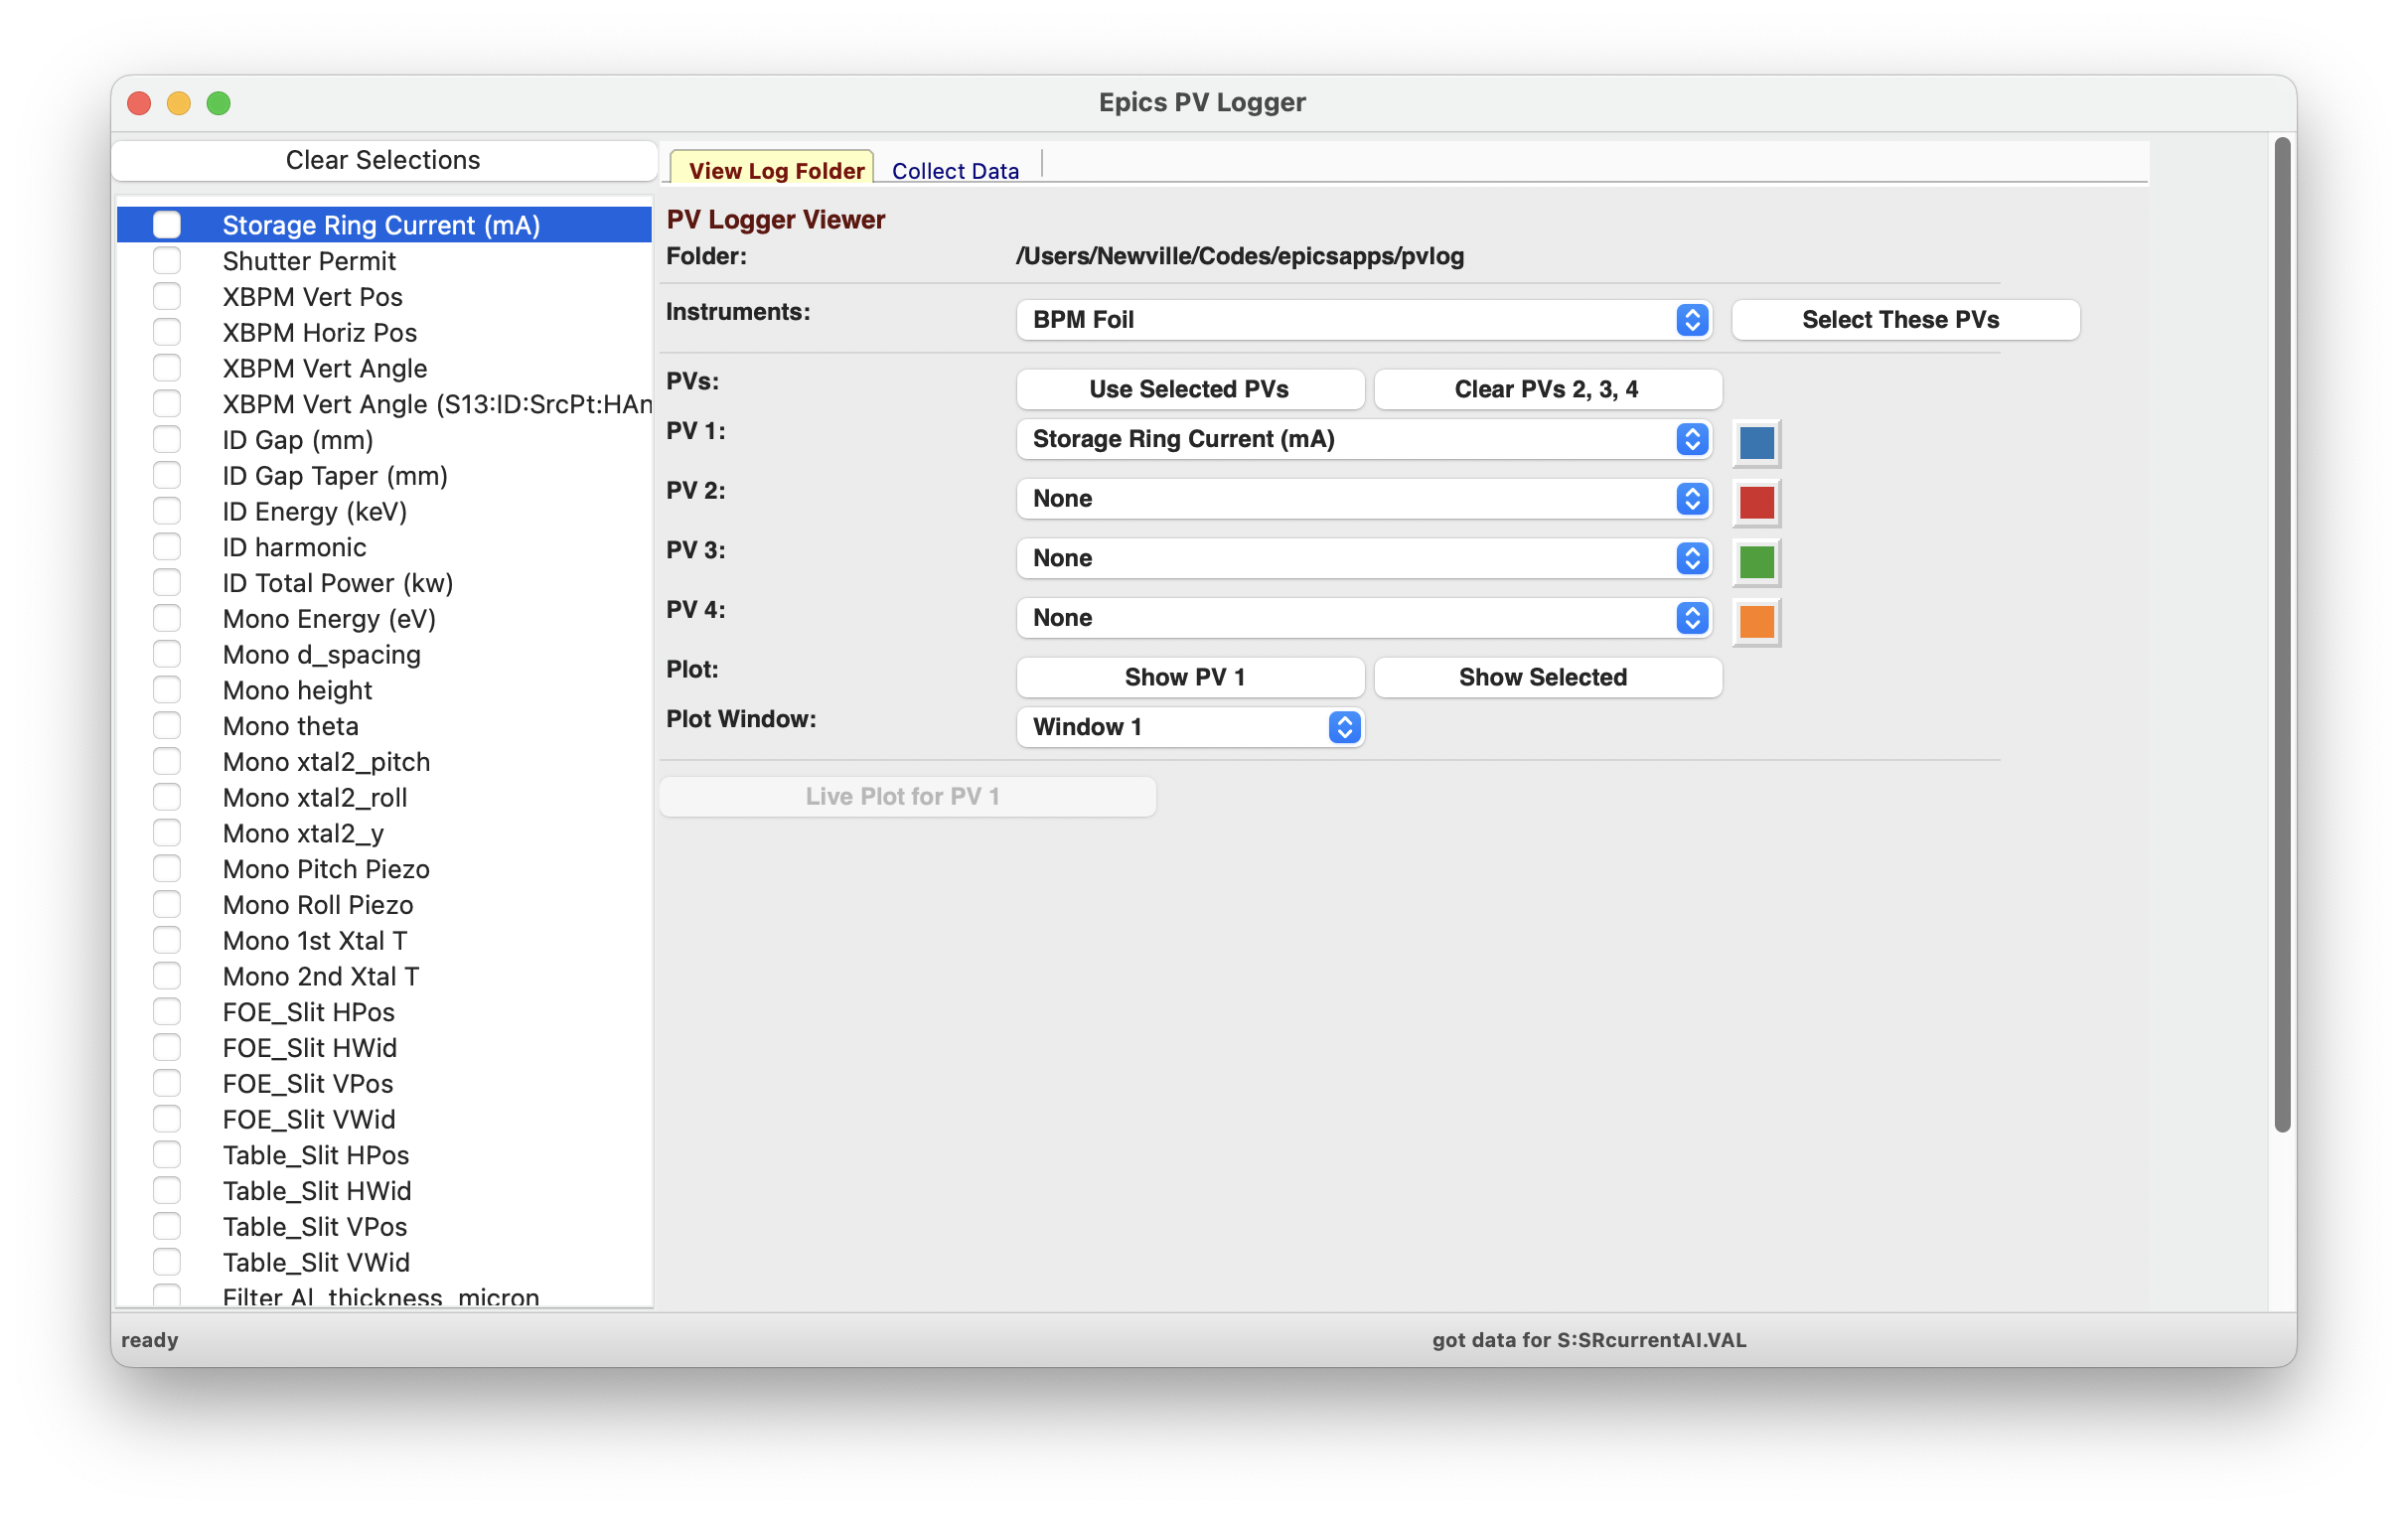 Epics PV Logger
Clear Selections
Storage Ring Current (mA)
Shutter Permit
XBPM Vert Pos
XBPM Horiz Pos
XBPM Vert Angle
XBPM Vert Angle (S13:ID:SrcPt:HAn
ID Gap (mm)
ID Gap Taper (mm)
ID Energy (keV)
ID harmonic
ID Total Power (kw)
Mono Energy (eV)
Mono d_spacing
Mono height
Mono theta
Mono xtal2_pitch
Mono xtal2_roll
Mono xtal2_y
Mono Pitch Piezo
Mono Roll Piezo
Mono 1st Xtal T
Mono 2nd Xtal T
FOE_Slit HPos
FOE_Slit HWid
FOE_Slit VPos
FOE_Slit VWid
Table_Slit HPos
Table_Slit HWid
Table_Slit VPos
Table_Slit VWid
Filter Al_thickness_micron
View Log Folder Collect Data
PV Logger Viewer
Folder: /Users/Newville/Codes/epicsapps/pvlog
Instruments: BPM Foil Select These PVs
PVs: Use Selected PVs Clear PVs 2, 3, 4
PV 1: Storage Ring Current (mA)
PV 2: None
PV 3: None
PV 4: None
Plot: Show PV 1 Show Selected
Plot Window: Window 1
Live Plot for PV 1
ready got data for S:SRcurrentAI.VAL